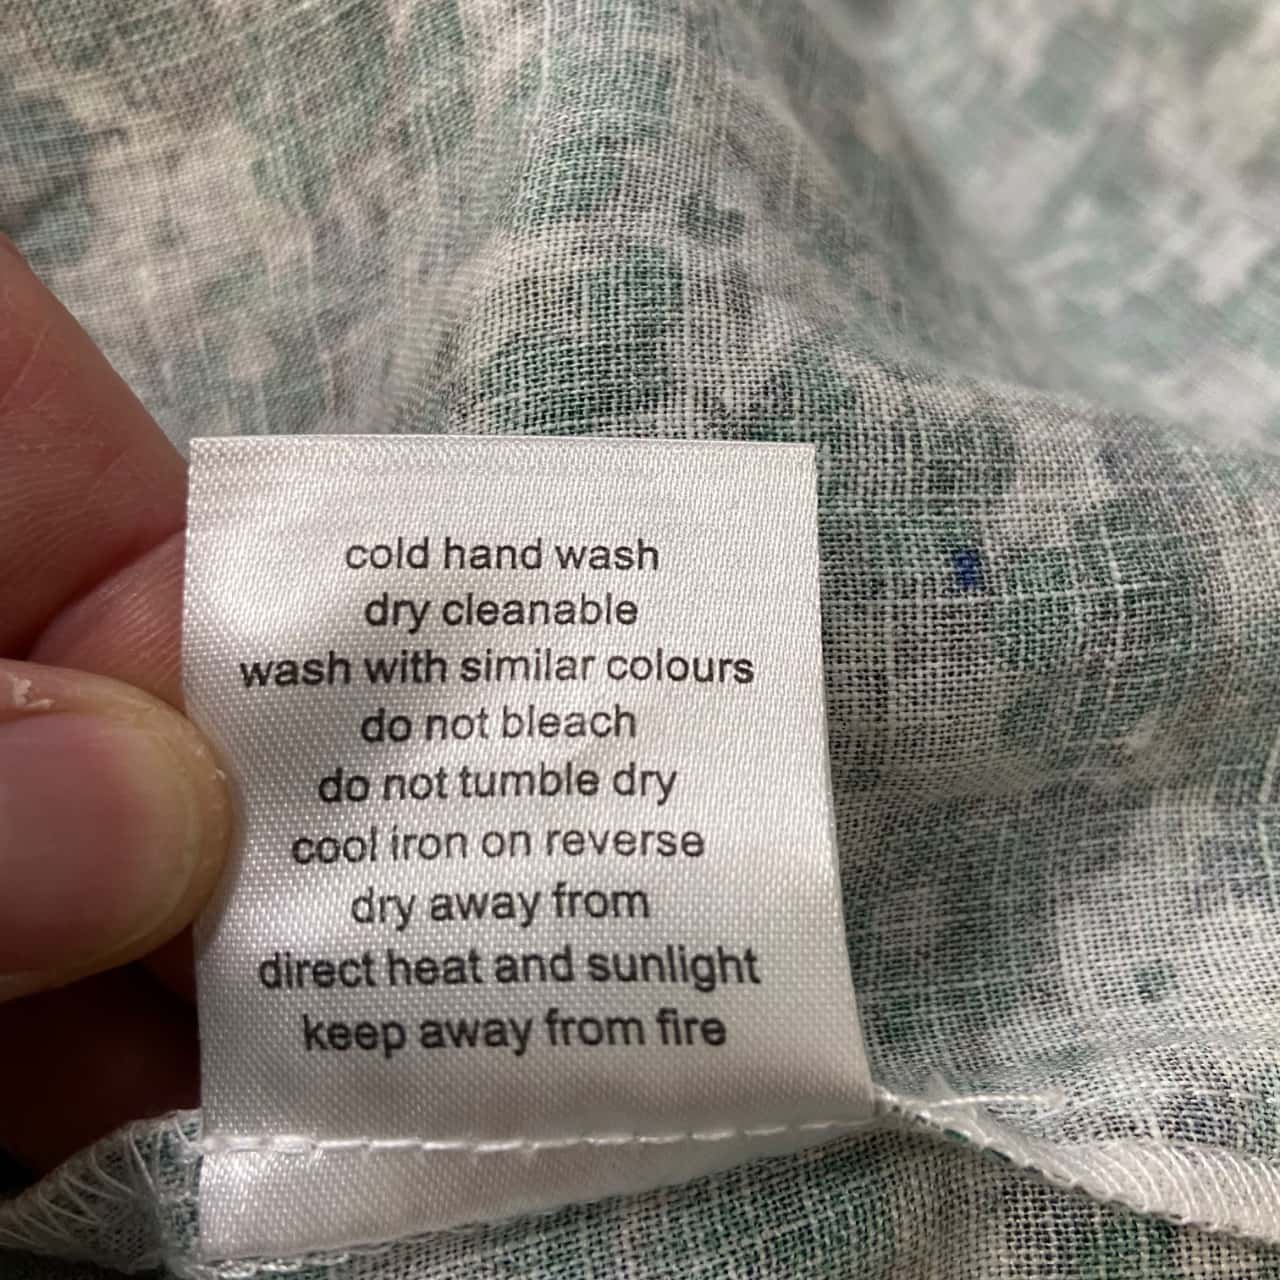 cold hand wash
dry cleanable
wash with similar colours
do not bleach
do not tumble dry
cool iron on reverse
dry away from
direct heat and sunlight
keep away from fire